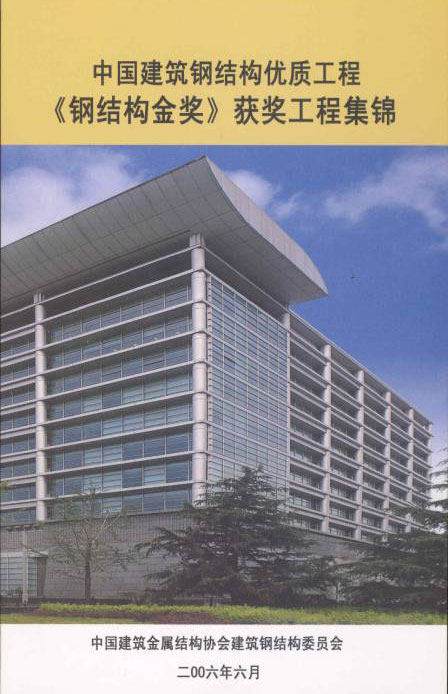 中国建筑钢结构优质工程
《钢结构金奖》获奖工程集锦
中国建筑金属结构协会建筑钢结构委员会
二00六年六月